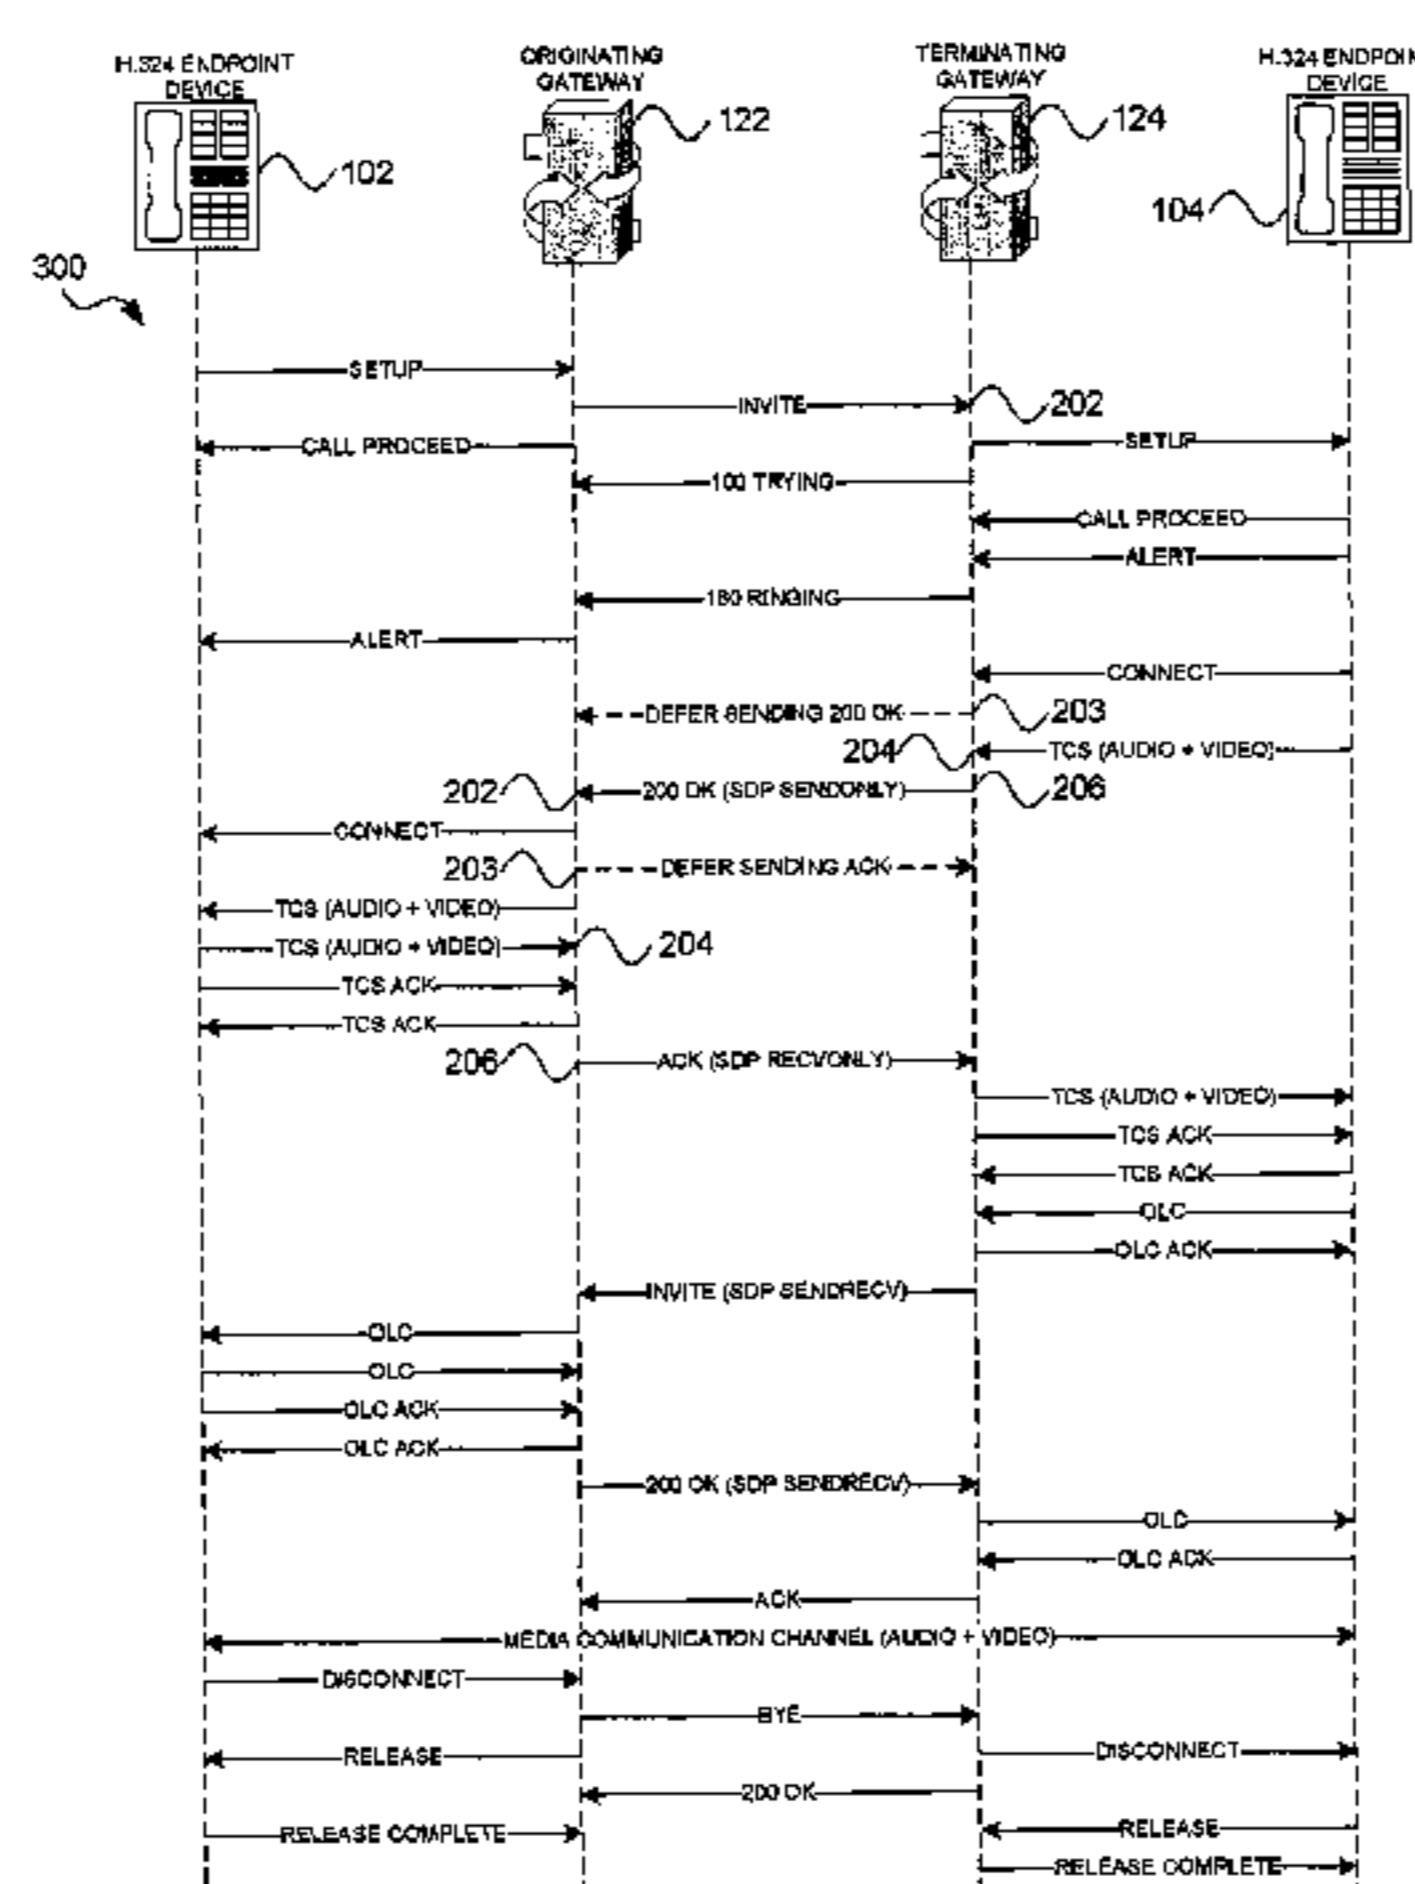 H.324 ENDPOINT
DEVICE
ORIGINATING
GATEWAY
TERMINATING
GATEWAY
H.324 ENDPOIN
DEVICE
122
124
102
104
300
SETUP
INVITE
202
CALL PROCEED
SETUP
100 TRYING
CALL PROCEED
ALERT
180 RINGING
ALERT
CONNECT
DEFER SENDING 200 OK
203
204
TCS (AUDIO + VIDEO)
202
200 OK (SDP SENDONLY)
206
CONNECT
203
DEFER SENDING ACK
TCS (AUDIO + VIDEO)
TCS (AUDIO + VIDEO)
204
TCS ACK
TCS ACK
206
ACK (SDP RECVONLY)
TCS (AUDIO + VIDEO)
TCS ACK
TCS ACK
OLC
OLC ACK
INVITE (SDP SENDRECV)
OLC
OLC
OLC ACK
OLC ACK
200 OK (SDP SENDRECV)
OLC
OLC ACK
ACK
MEDIA COMMUNICATION CHANNEL (AUDIO + VIDEO)
DISCONNECT
BYE
RELEASE
DISCONNECT
200 OK
RELEASE COMPLETE
RELEASE
RELEASE COMPLETE